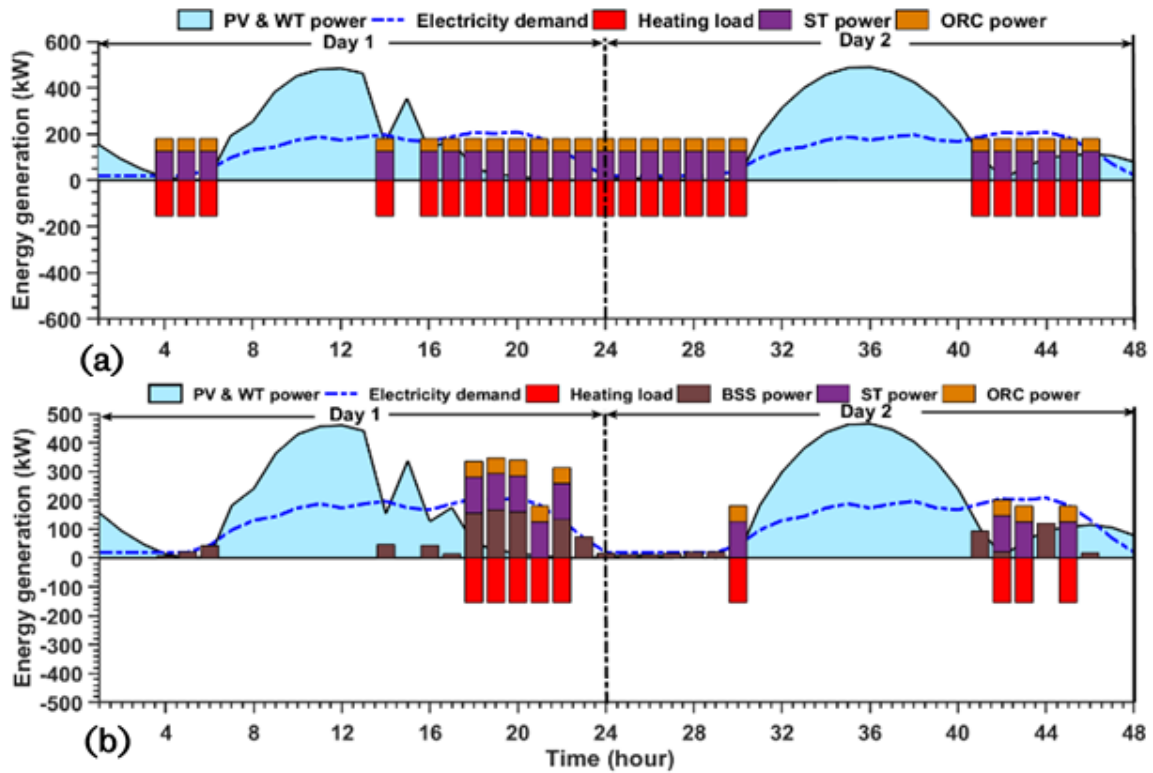 PV & WT power Electricity demand Heating load ST power ORC power
Day 1 Day 2
Energy generation (kW)
600
400
200
0
-200
-400
-600
4 8 12 16 20 24 28 32 36 40 44 48
(a)
PV & WT power Electricity demand Heating load BSS power ST power ORC power
Day 1 Day 2
Energy generation (kW)
500
400
300
200
100
0
-100
-200
-300
-400
-500
4 8 12 16 20 24 28 32 36 40 44 48
(b)
Time (hour)